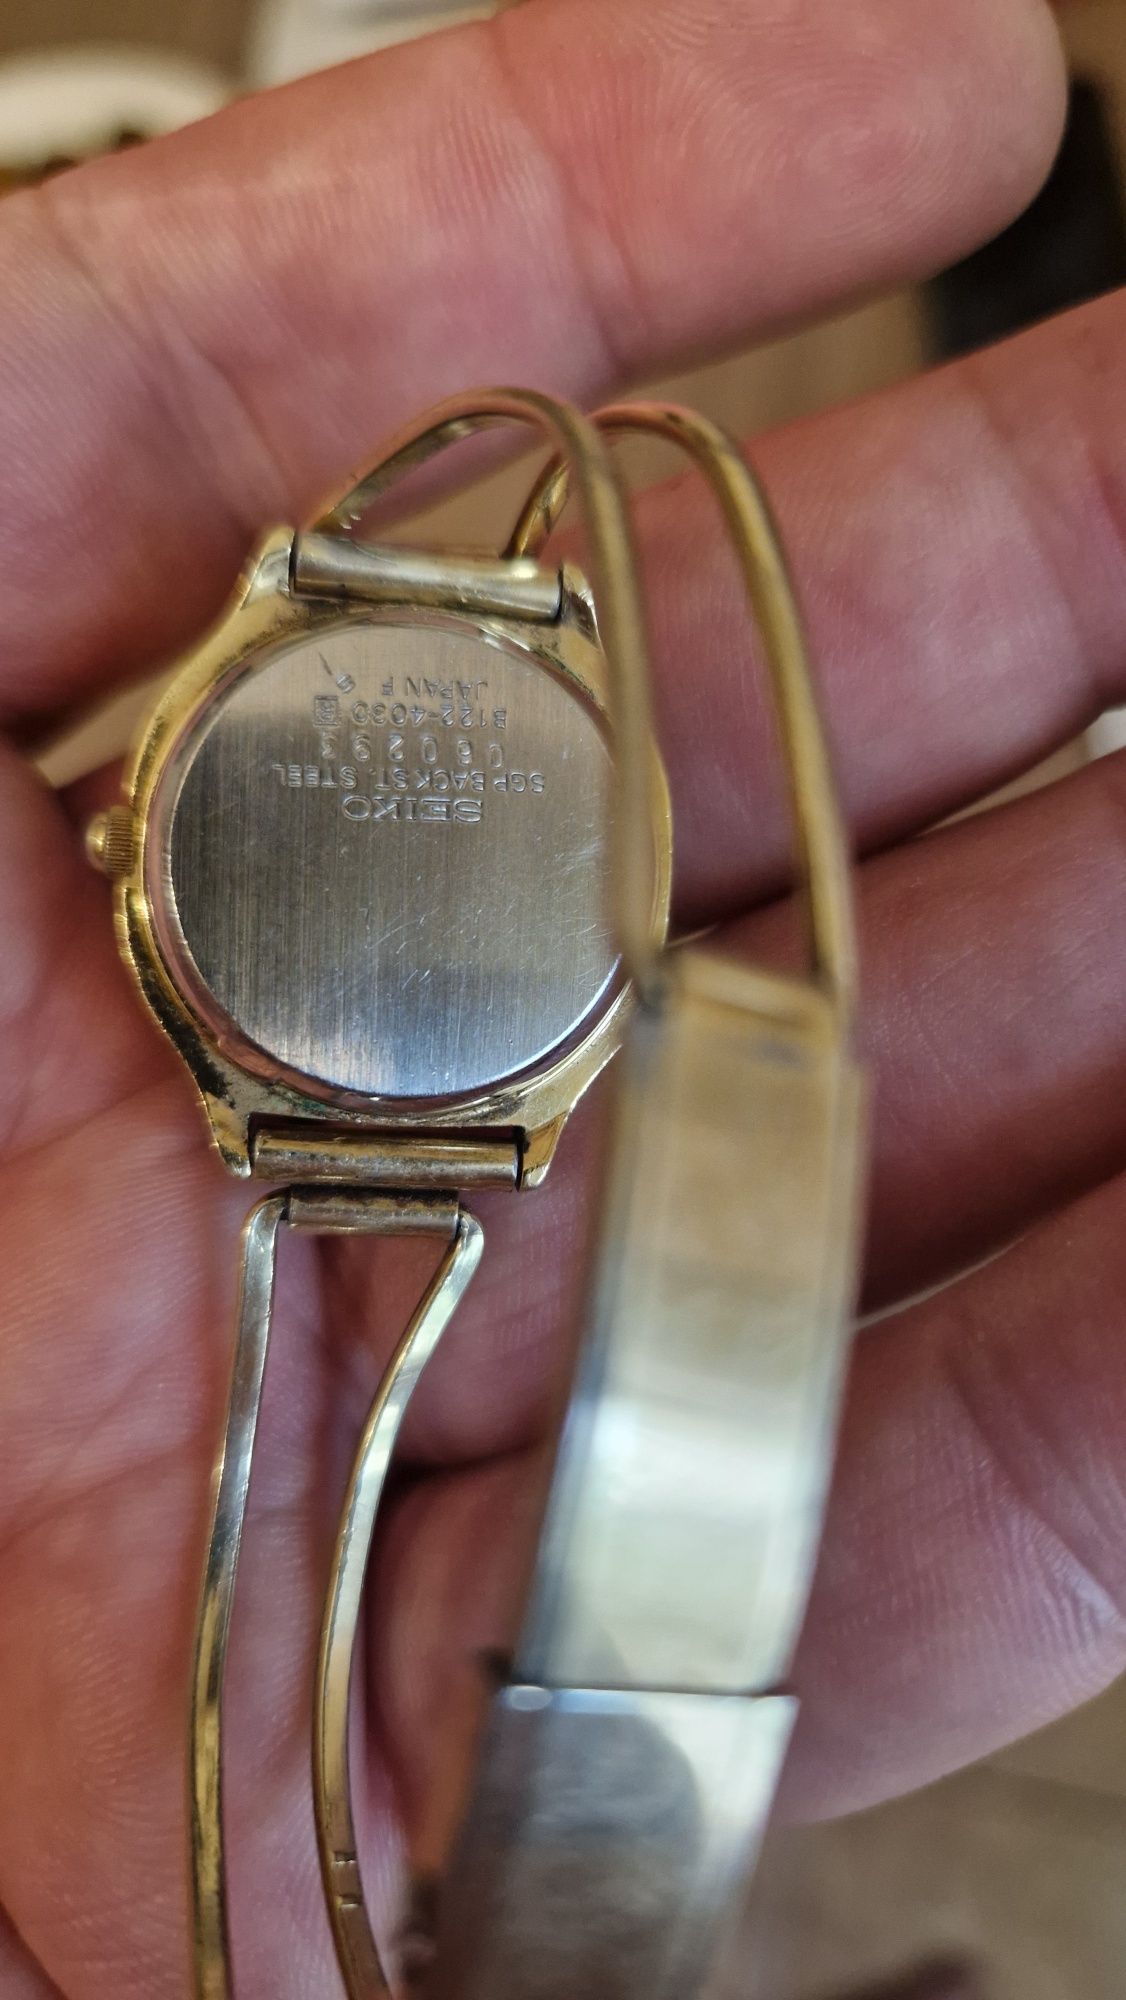 SEIKO
SGP BACK ST. STEEL
060293
B122-4030
JAPAN F